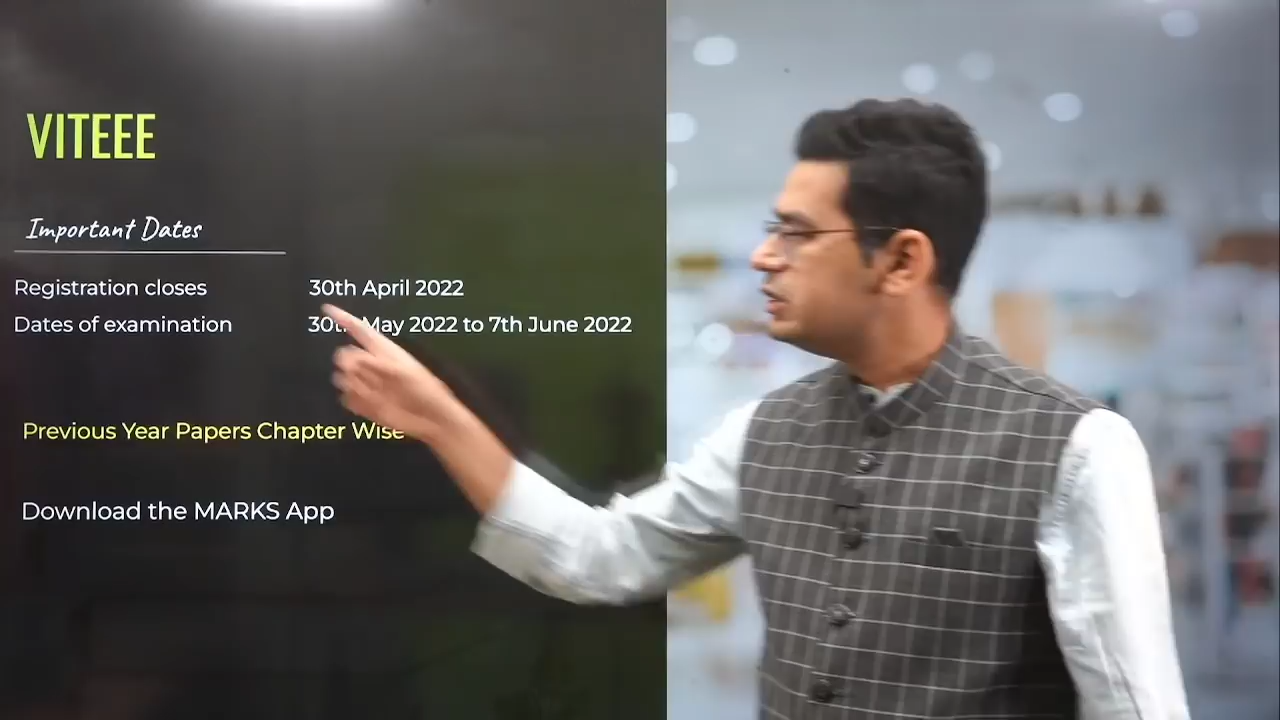 VITEEE
Important Dates
Registration closes 30th April 2022
Dates of examination 30th May 2022 to 7th June 2022
Previous Year Papers Chapter Wise
Download the MARKS App